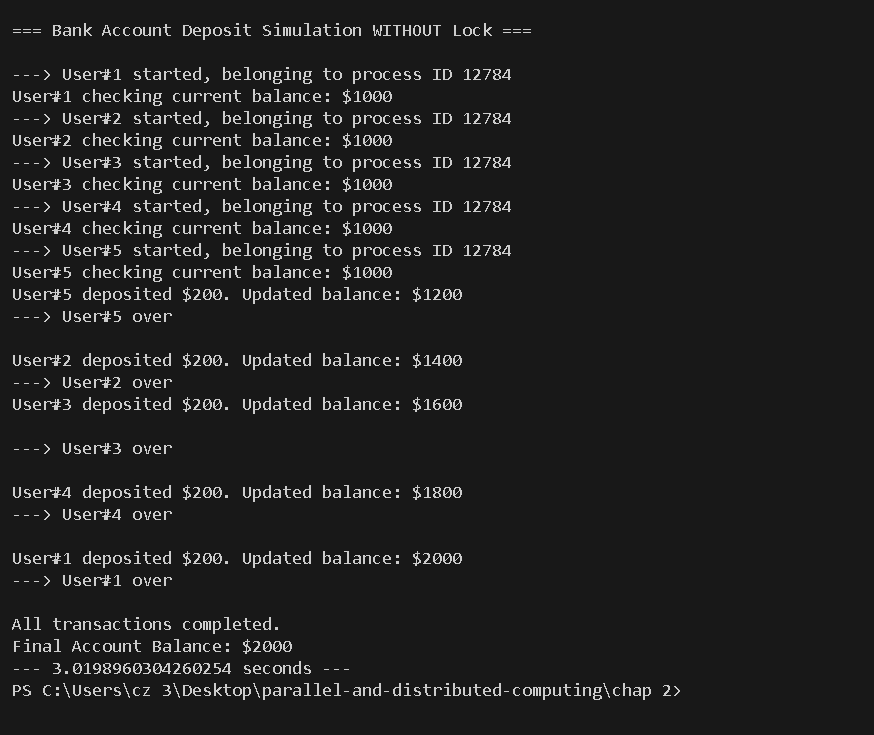 === Bank Account Deposit Simulation WITHOUT Lock ===
---> User#1 started, belonging to process ID 12784
User#1 checking current balance: $1000
---> User#2 started, belonging to process ID 12784
User#2 checking current balance: $1000
---> User#3 started, belonging to process ID 12784
User#3 checking current balance: $1000
---> User#4 started, belonging to process ID 12784
User#4 checking current balance: $1000
---> User#5 started, belonging to process ID 12784
User#5 checking current balance: $1000
User#5 deposited $200. Updated balance: $1200
---> User#5 over
User#2 deposited $200. Updated balance: $1400
---> User#2 over
User#3 deposited $200. Updated balance: $1600
---> User#3 over
User#4 deposited $200. Updated balance: $1800
---> User#4 over
User#1 deposited $200. Updated balance: $2000
---> User#1 over
All transactions completed.
Final Account Balance: $2000
--- 3.0198960304260254 seconds ---
PS C:\Users\cz 3\Desktop\parallel-and-distributed-computing\chap 2>